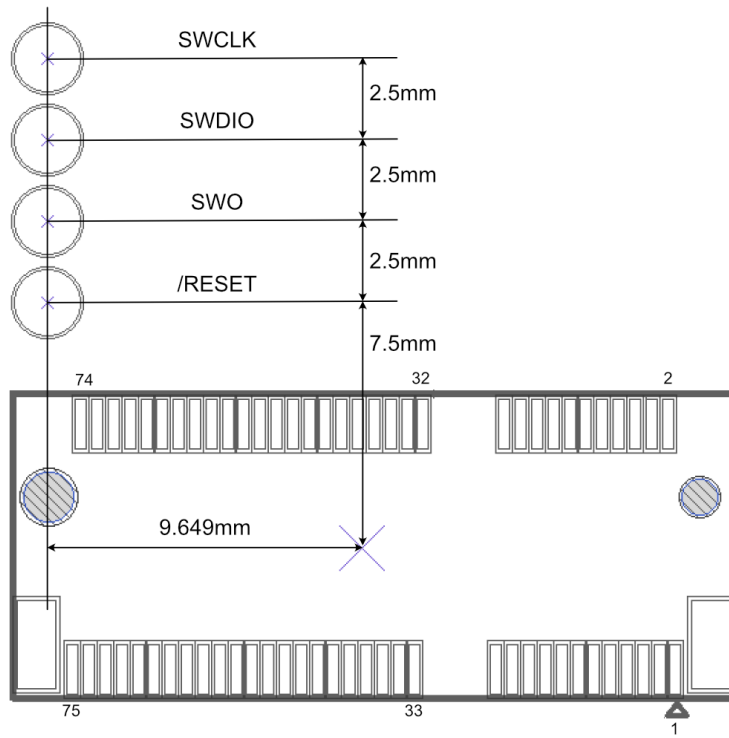 SWCLK
2.5mm
SWDIO
2.5mm
SWO
2.5mm
/RESET
7.5mm
74
32
2
9.649mm
75
33
1